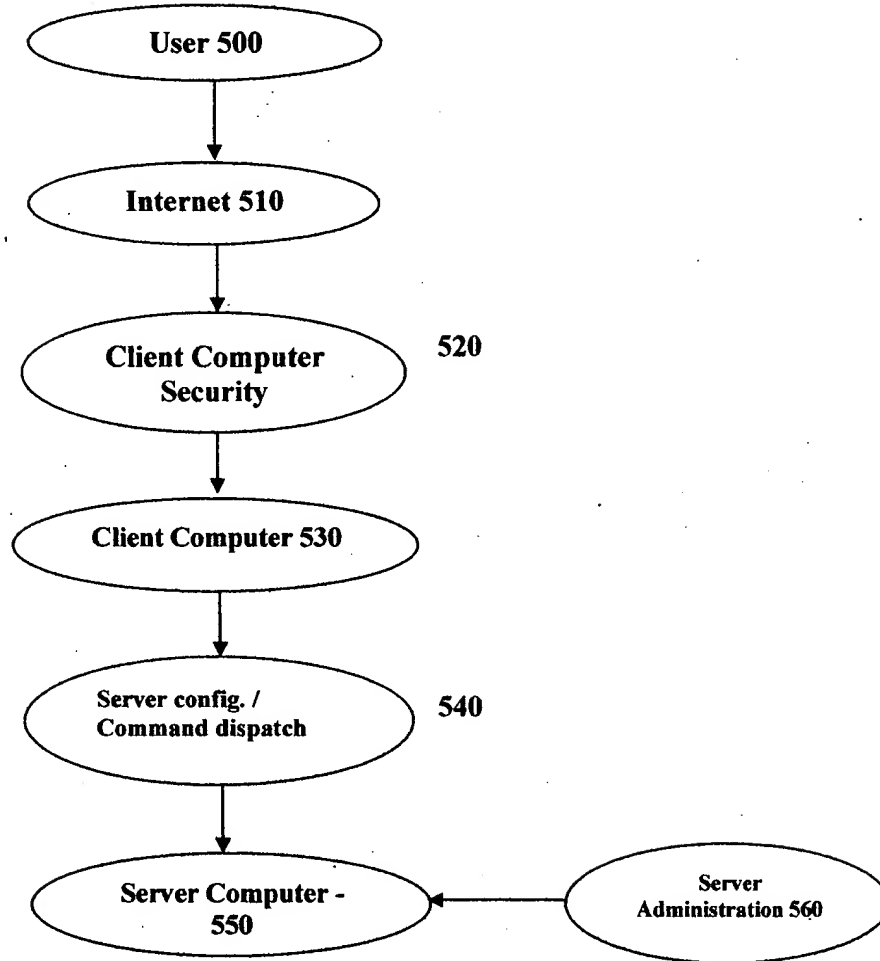 User 500
Internet 510
Client Computer
Security
520
Client Computer 530
Server config. /
Command dispatch
540
Server Computer -
550
Server
Administration 560